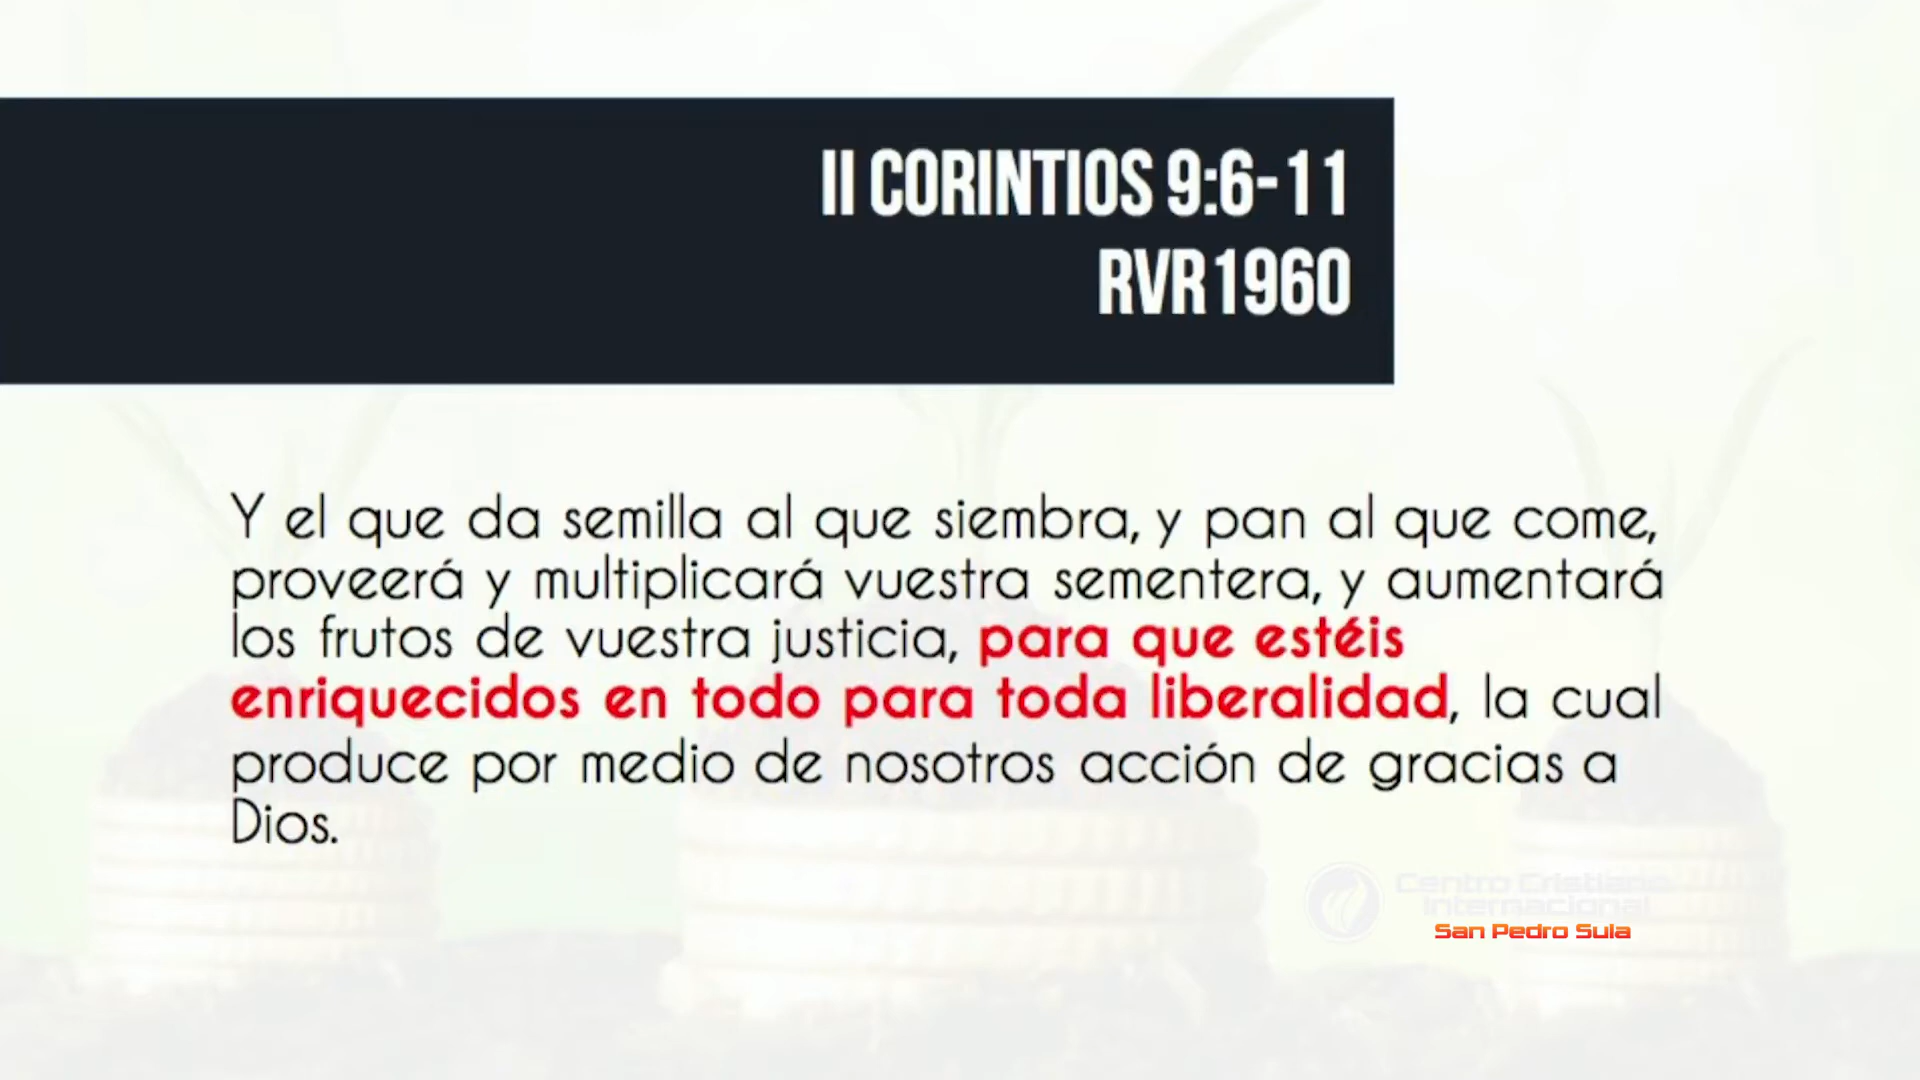 II CORINTIOS 9:6-11
RVR1960
Y el que da semilla al que siembra, y pan al que come,
proveerá y multiplicará vuestra sementera, y aumentará
los frutos de vuestra justicia, para que estéis
enriquecidos en todo para toda liberalidad, la cual
produce por medio de nosotros acción de gracias a
Dios.
Centro Cristiano
Internacional
San Pedro Sula